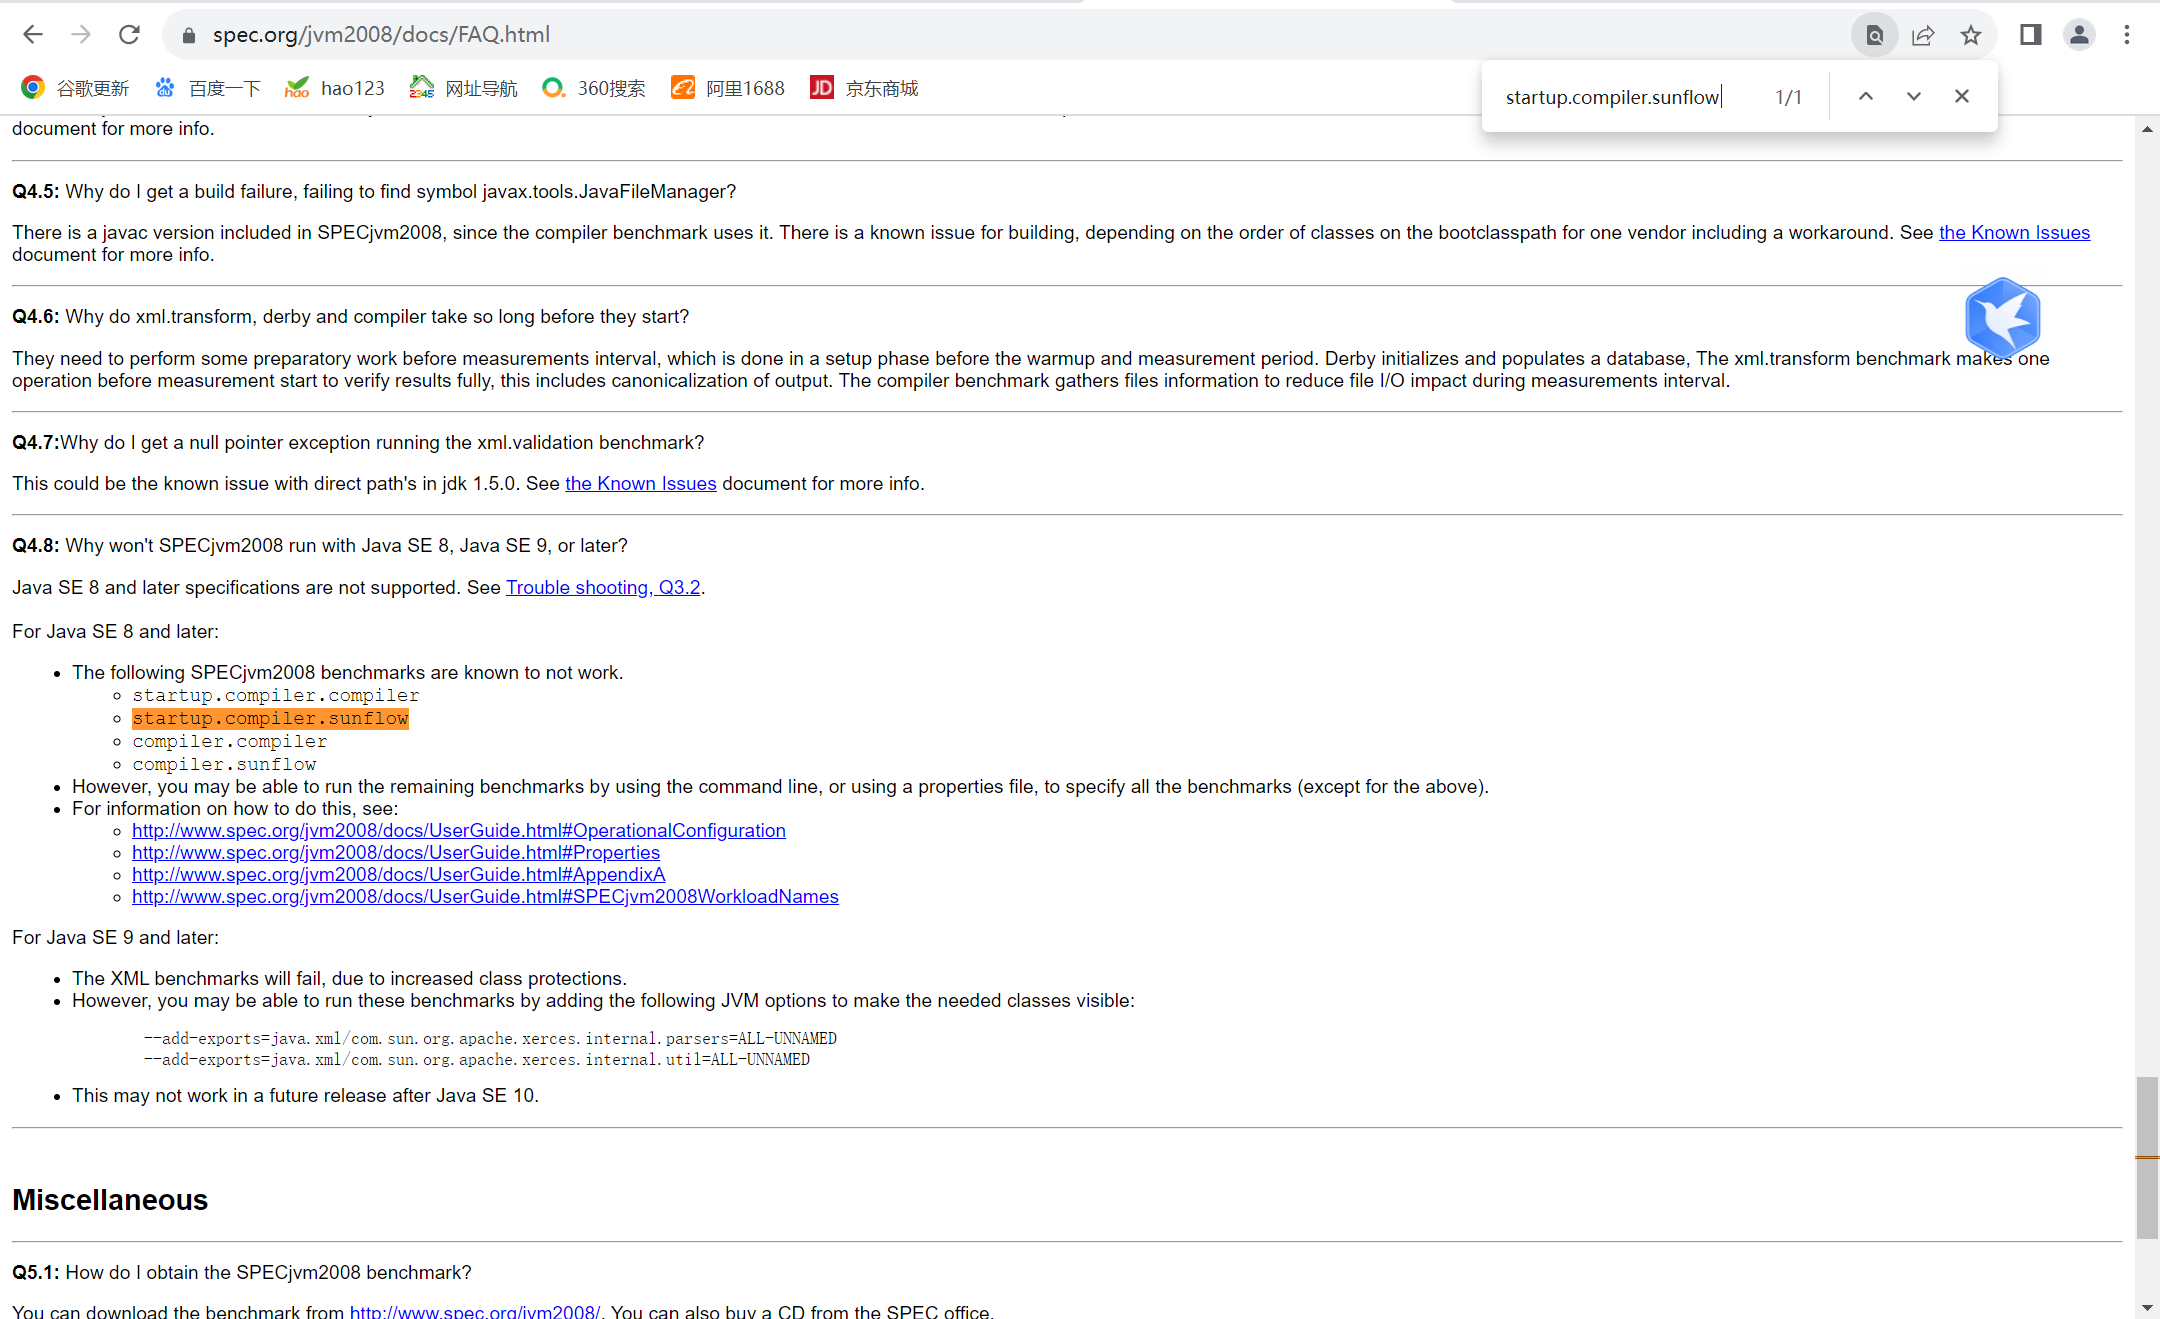 spec.org/jvm2008/docs/FAQ.html
谷歌更新 百度一下 hao hao123 2345 网址导航 360搜索 阿里1688 JD 京东商城
startup.compiler.sunflow 1/1
document for more info.
Q4.5: Why do I get a build failure, failing to find symbol javax.tools.JavaFileManager?
There is a javac version included in SPECjvm2008, since the compiler benchmark uses it. There is a known issue for building, depending on the order of classes on the bootclasspath for one vendor including a workaround. See the Known Issues
document for more info.
Q4.6: Why do xml.transform, derby and compiler take so long before they start?
They need to perform some preparatory work before measurements interval, which is done in a setup phase before the warmup and measurement period. Derby initializes and populates a database, The xml.transform benchmark makes one
operation before measurement start to verify results fully, this includes canonicalization of output. The compiler benchmark gathers files information to reduce file I/O impact during measurements interval.
Q4.7:Why do I get a null pointer exception running the xml.validation benchmark?
This could be the known issue with direct path's in jdk 1.5.0. See the Known Issues document for more info.
Q4.8: Why won't SPECjvm2008 run with Java SE 8, Java SE 9, or later?
Java SE 8 and later specifications are not supported. See Trouble shooting, Q3.2.
For Java SE 8 and later:
The following SPECjvm2008 benchmarks are known to not work.
startup.compiler.compiler
startup.compiler.sunflow
compiler.compiler
compiler.sunflow
However, you may be able to run the remaining benchmarks by using the command line, or using a properties file, to specify all the benchmarks (except for the above).
For information on how to do this, see:
http://www.spec.org/jvm2008/docs/UserGuide.html#OperationalConfiguration
http://www.spec.org/jvm2008/docs/UserGuide.html#Properties
http://www.spec.org/jvm2008/docs/UserGuide.html#AppendixA
http://www.spec.org/jvm2008/docs/UserGuide.html#SPECjvm2008WorkloadNames
For Java SE 9 and later:
The XML benchmarks will fail, due to increased class protections.
However, you may be able to run these benchmarks by adding the following JVM options to make the needed classes visible:
--add-exports=java.xml/com.sun.org.apache.xerces.internal.parsers=ALL-UNNAMED
--add-exports=java.xml/com.sun.org.apache.xerces.internal.util=ALL-UNNAMED
This may not work in a future release after Java SE 10.
Miscellaneous
Q5.1: How do I obtain the SPECjvm2008 benchmark?
You can download the benchmark from http://www.spec.org/jvm2008/. You can also buy a CD from the SPEC office.